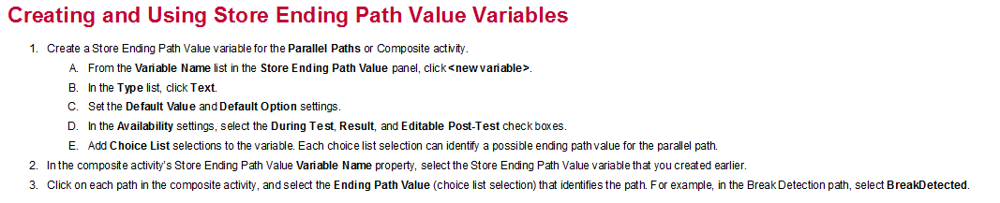 Creating and Using Store Ending Path Value Variables
1. Create a Store Ending Path Value variable for the Parallel Paths or Composite activity.
A. From the Variable Name list in the Store Ending Path Value panel, click <new variable>.
B. In the Type list, click Text.
C. Set the Default Value and Default Option settings.
D. In the Availability settings, select the During Test, Result, and Editable Post-Test check boxes.
E. Add Choice List selections to the variable. Each choice list selection can identify a possible ending path value for the parallel path.
2. In the composite activity's Store Ending Path Value Variable Name property, select the Store Ending Path Value variable that you created earlier.
3. Click on each path in the composite activity, and select the Ending Path Value (choice list selection) that identifies the path. For example, in the Break Detection path, select BreakDetected.